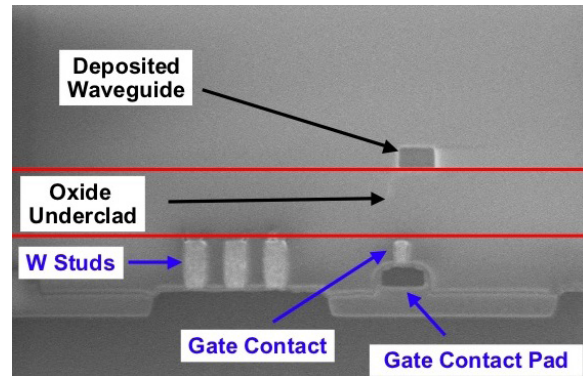 Deposited
Waveguide
Oxide
Underclad
W Studs
Gate Contact
Gate Contact Pad